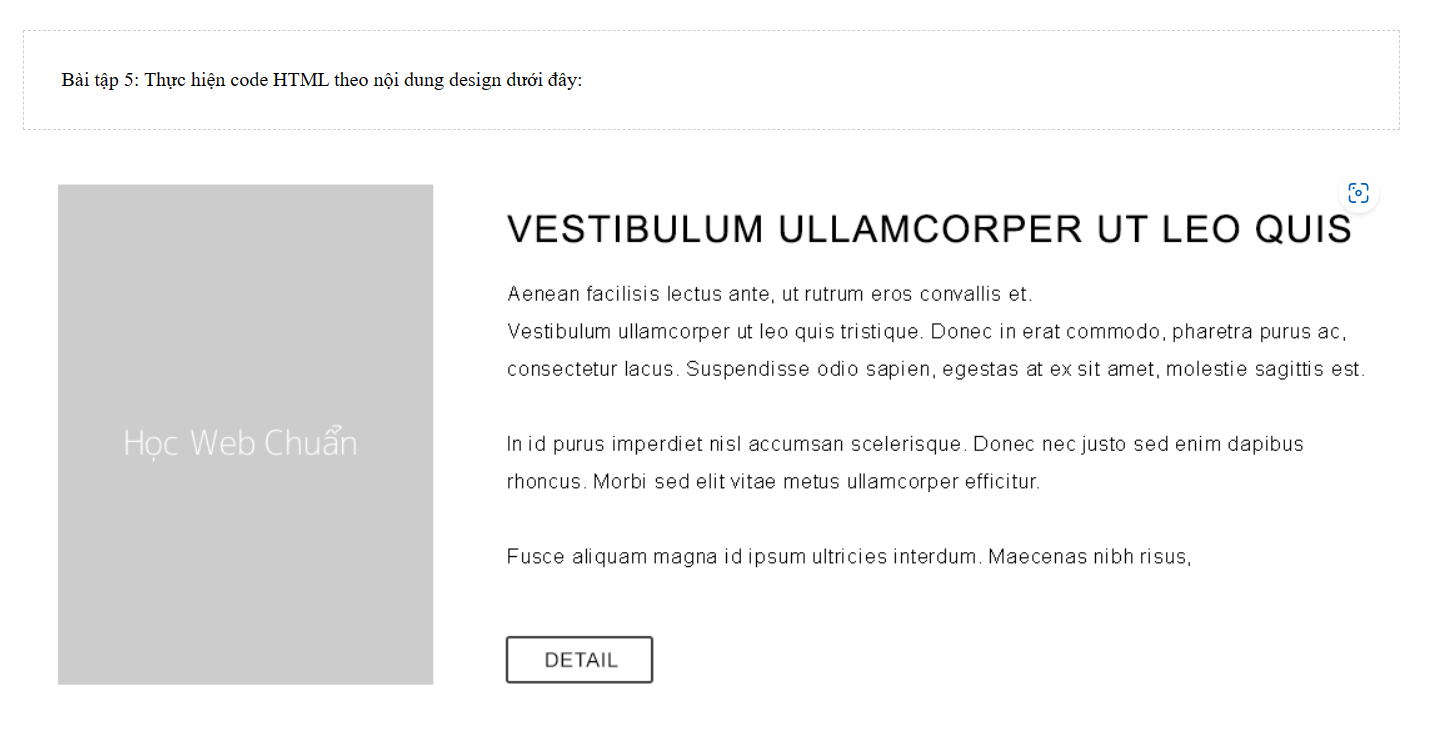 Bài tập 5: Thực hiện code HTML theo nội dung design dưới đây:
Học Web Chuẩn
VESTIBULUM ULLAMCORPER UT LEO QUIS
Aenean facilisis lectus ante, ut rutrum eros convallis et.
Vestibulum ullamcorper ut leo quis tristique. Donec in erat commodo, pharetra purus ac,
consectetur lacus. Suspendisse odio sapien, egestas at ex sit amet, molestie sagittis est.
In id purus imperdiet nisl accumsan scelerisque. Donec nec justo sed enim dapibus
rhoncus. Morbi sed elit vitae metus ullamcorper efficitur.
Fusce aliquam magna id ipsum ultricies interdum. Maecenas nibh risus,
DETAIL